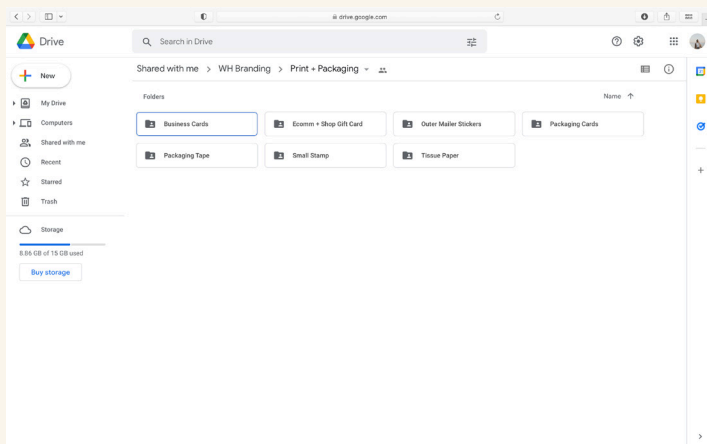 drive.google.com
Drive
Search in Drive
New
Shared with me > WH Branding > Print + Packaging
My Drive
Computers
Shared with me
Recent
Starred
Trash
Storage
8.86 GB of 15 GB used
Buy storage
Folders
Name
Business Cards
Ecomm + Shop Gift Card
Outer Mailer Stickers
Packaging Cards
Packaging Tape
Small Stamp
Tissue Paper